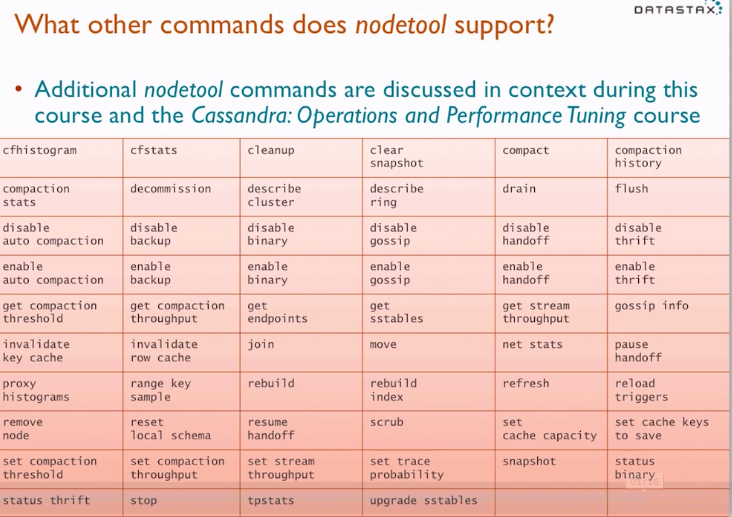 DATASTAX
What other commands does nodetool support?
• Additional nodetool commands are discussed in context during this
course and the Cassandra: Operations and Performance Tuning course
cfhistogram cfstats cleanup clear compact compaction
snapshot history
compaction decommission describe describe drain flush
stats cluster ring
disable disable disable disable disable disable
auto compaction backup binary gossip handoff thrift
enable enable enable enable enable enable
auto compaction backup binary gossip handoff thrift
get compaction get compaction get get get stream gossip info
threshold throughput endpoints sstables throughput
invalidate invalidate join move net stats pause
key cache row cache handoff
proxy range key rebuild rebuild refresh reload
histograms sample index triggers
remove reset resume scrub set set cache keys
node local schema handoff cache capacity to save
set compaction set compaction set stream set trace snapshot status
threshold throughput throughput probability binary
status thrift stop tpstats upgrade sstables